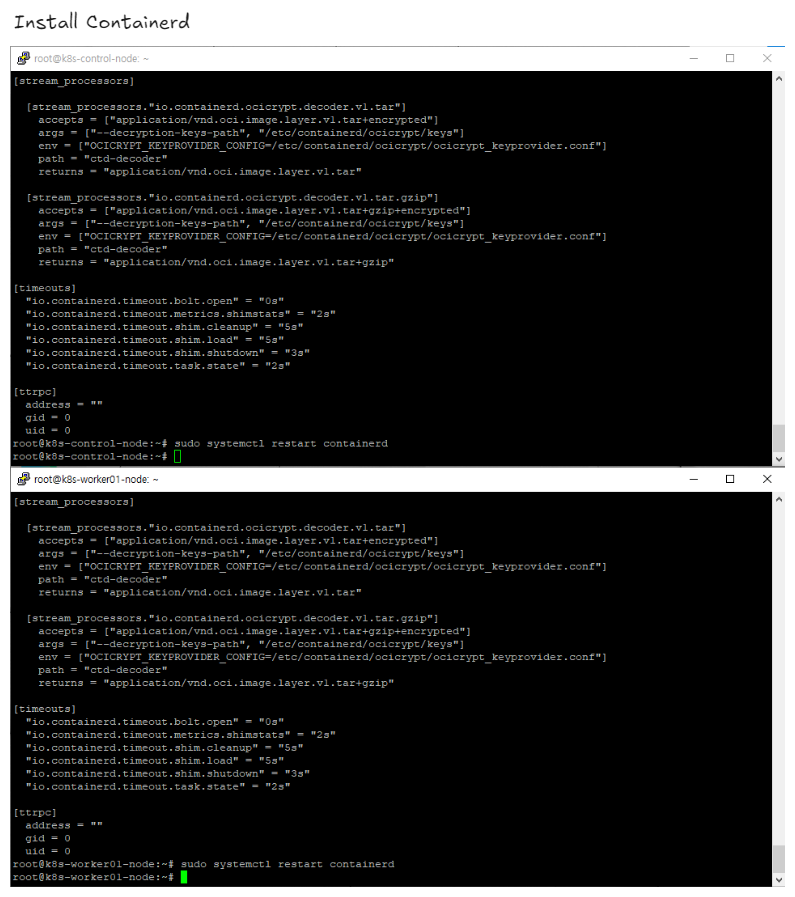 Install Containerd
root@k8s-control-node: ~
[stream_processors]
[stream_processors."io.containerd.ocicrypt.decoder.v1.tar"]
accepts = ["application/vnd.oci.image.layer.v1.tar+encrypted"]
args = ["--decryption-keys-path", "/etc/containerd/ocicrypt/keys"]
env = ["OCICRYPT_KEYPROVIDER_CONFIG=/etc/containerd/ocicrypt/ocicrypt_keyprovider.conf"]
path = "ctd-decoder"
returns = "application/vnd.oci.image.layer.v1.tar"
[stream_processors."io.containerd.ocicrypt.decoder.v1.tar.gzip"]
accepts = ["application/vnd.oci.image.layer.v1.tar+gzip+encrypted"]
args = ["--decryption-keys-path", "/etc/containerd/ocicrypt/keys"]
env = ["OCICRYPT_KEYPROVIDER_CONFIG=/etc/containerd/ocicrypt/ocicrypt_keyprovider.conf"]
path = "ctd-decoder"
returns = "application/vnd.oci.image.layer.v1.tar+gzip"
[timeouts]
"io.containerd.timeout.bolt.open" = "0s"
"io.containerd.timeout.metrics.shimstats" = "2s"
"io.containerd.timeout.shim.cleanup" = "5s"
"io.containerd.timeout.shim.load" = "5s"
"io.containerd.timeout.shim.shutdown" = "3s"
"io.containerd.timeout.task.state" = "2s"
[ttrpc]
address = ""
gid = 0
uid = 0
root@k8s-control-node:~# sudo systemctl restart containerd
root@k8s-control-node:~#
root@k8s-worker01-node: ~
[stream_processors]
[stream_processors."io.containerd.ocicrypt.decoder.v1.tar"]
accepts = ["application/vnd.oci.image.layer.v1.tar+encrypted"]
args = ["--decryption-keys-path", "/etc/containerd/ocicrypt/keys"]
env = ["OCICRYPT_KEYPROVIDER_CONFIG=/etc/containerd/ocicrypt/ocicrypt_keyprovider.conf"]
path = "ctd-decoder"
returns = "application/vnd.oci.image.layer.v1.tar"
[stream_processors."io.containerd.ocicrypt.decoder.v1.tar.gzip"]
accepts = ["application/vnd.oci.image.layer.v1.tar+gzip+encrypted"]
args = ["--decryption-keys-path", "/etc/containerd/ocicrypt/keys"]
env = ["OCICRYPT_KEYPROVIDER_CONFIG=/etc/containerd/ocicrypt/ocicrypt_keyprovider.conf"]
path = "ctd-decoder"
returns = "application/vnd.oci.image.layer.v1.tar+gzip"
[timeouts]
"io.containerd.timeout.bolt.open" = "0s"
"io.containerd.timeout.metrics.shimstats" = "2s"
"io.containerd.timeout.shim.cleanup" = "5s"
"io.containerd.timeout.shim.load" = "5s"
"io.containerd.timeout.shim.shutdown" = "3s"
"io.containerd.timeout.task.state" = "2s"
[ttrpc]
address = ""
gid = 0
uid = 0
root@k8s-worker01-node:~# sudo systemctl restart containerd
root@k8s-worker01-node:~#